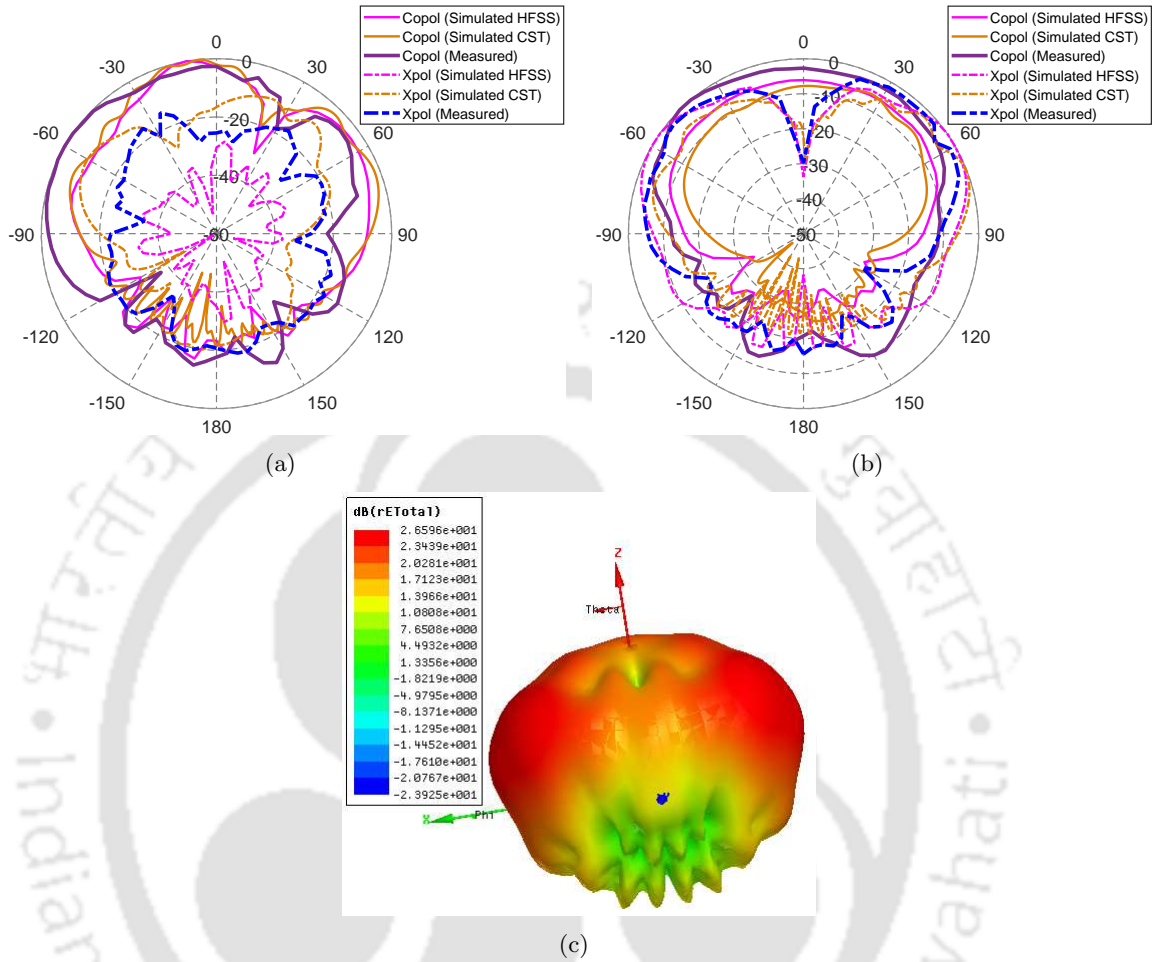 Copol (Simulated HFSS)
Copol (Simulated CST)
Copol (Measured)
Xpol (Simulated HFSS)
Xpol (Simulated CST)
Xpol (Measured)
0
-30
30
-60
60
-90
90
-120
120
-150
150
180
0
-20
-40
-60
(a)
Copol (Simulated HFSS)
Copol (Simulated CST)
Copol (Measured)
Xpol (Simulated HFSS)
Xpol (Simulated CST)
Xpol (Measured)
0
-30
30
-60
60
-90
90
-120
120
-150
150
180
0
-10
-20
-30
-40
-50
(b)
dB(rETotal)
2.6596e+001
2.3439e+001
2.0281e+001
1.7123e+001
1.3966e+001
1.0808e+001
7.6508e+000
4.4932e+000
1.3356e+000
-1.8219e+000
-4.9795e+000
-8.1371e+000
-1.1295e+001
-1.4452e+001
-1.7610e+001
-2.0767e+001
-2.3925e+001
Z
Theta
X
Phi
(c)
भारतीय
गुवाहाटी
Indian
wahati